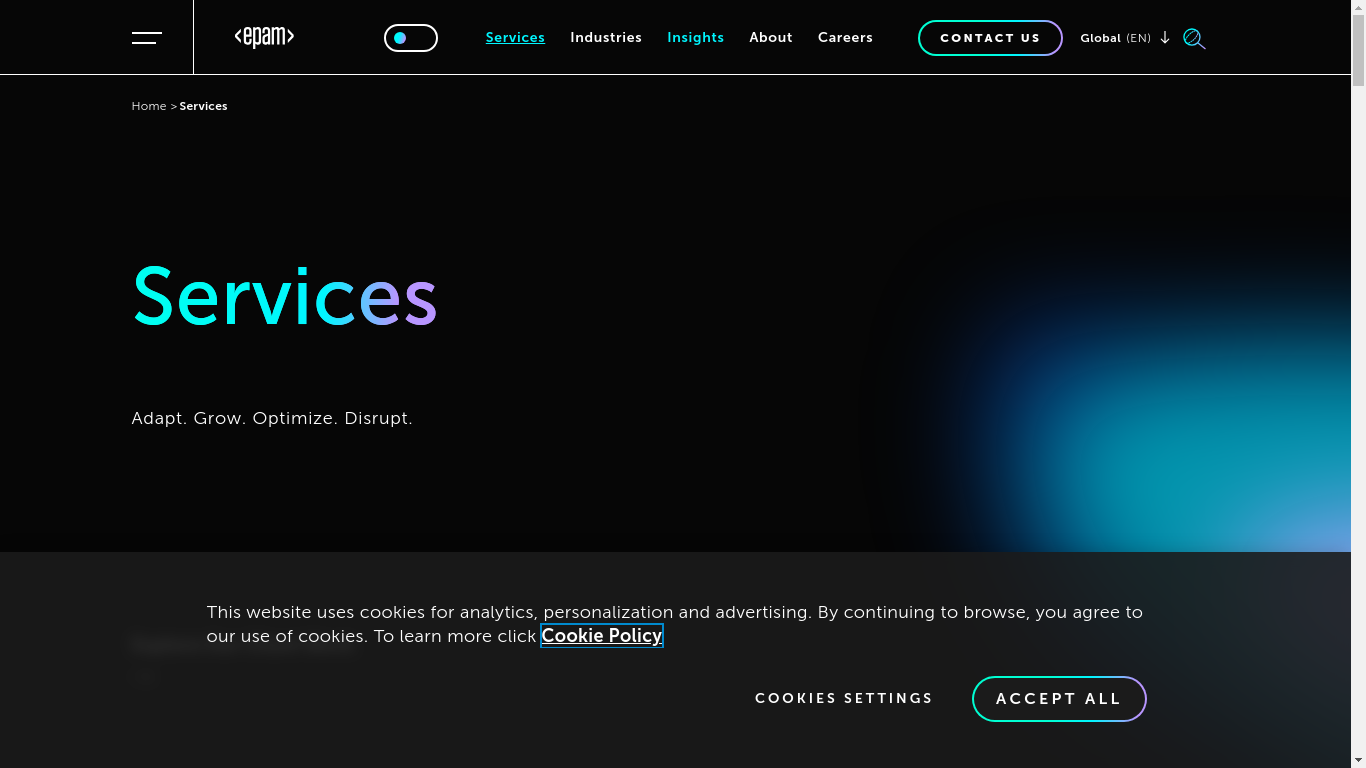 <epam>
Services Industries Insights About Careers
CONTACT US
Global (EN)
Home > Services
Services
Adapt. Grow. Optimize. Disrupt.
This website uses cookies for analytics, personalization and advertising. By continuing to browse, you agree to
our use of cookies. To learn more click Cookie Policy
COOKIES SETTINGS
ACCEPT ALL